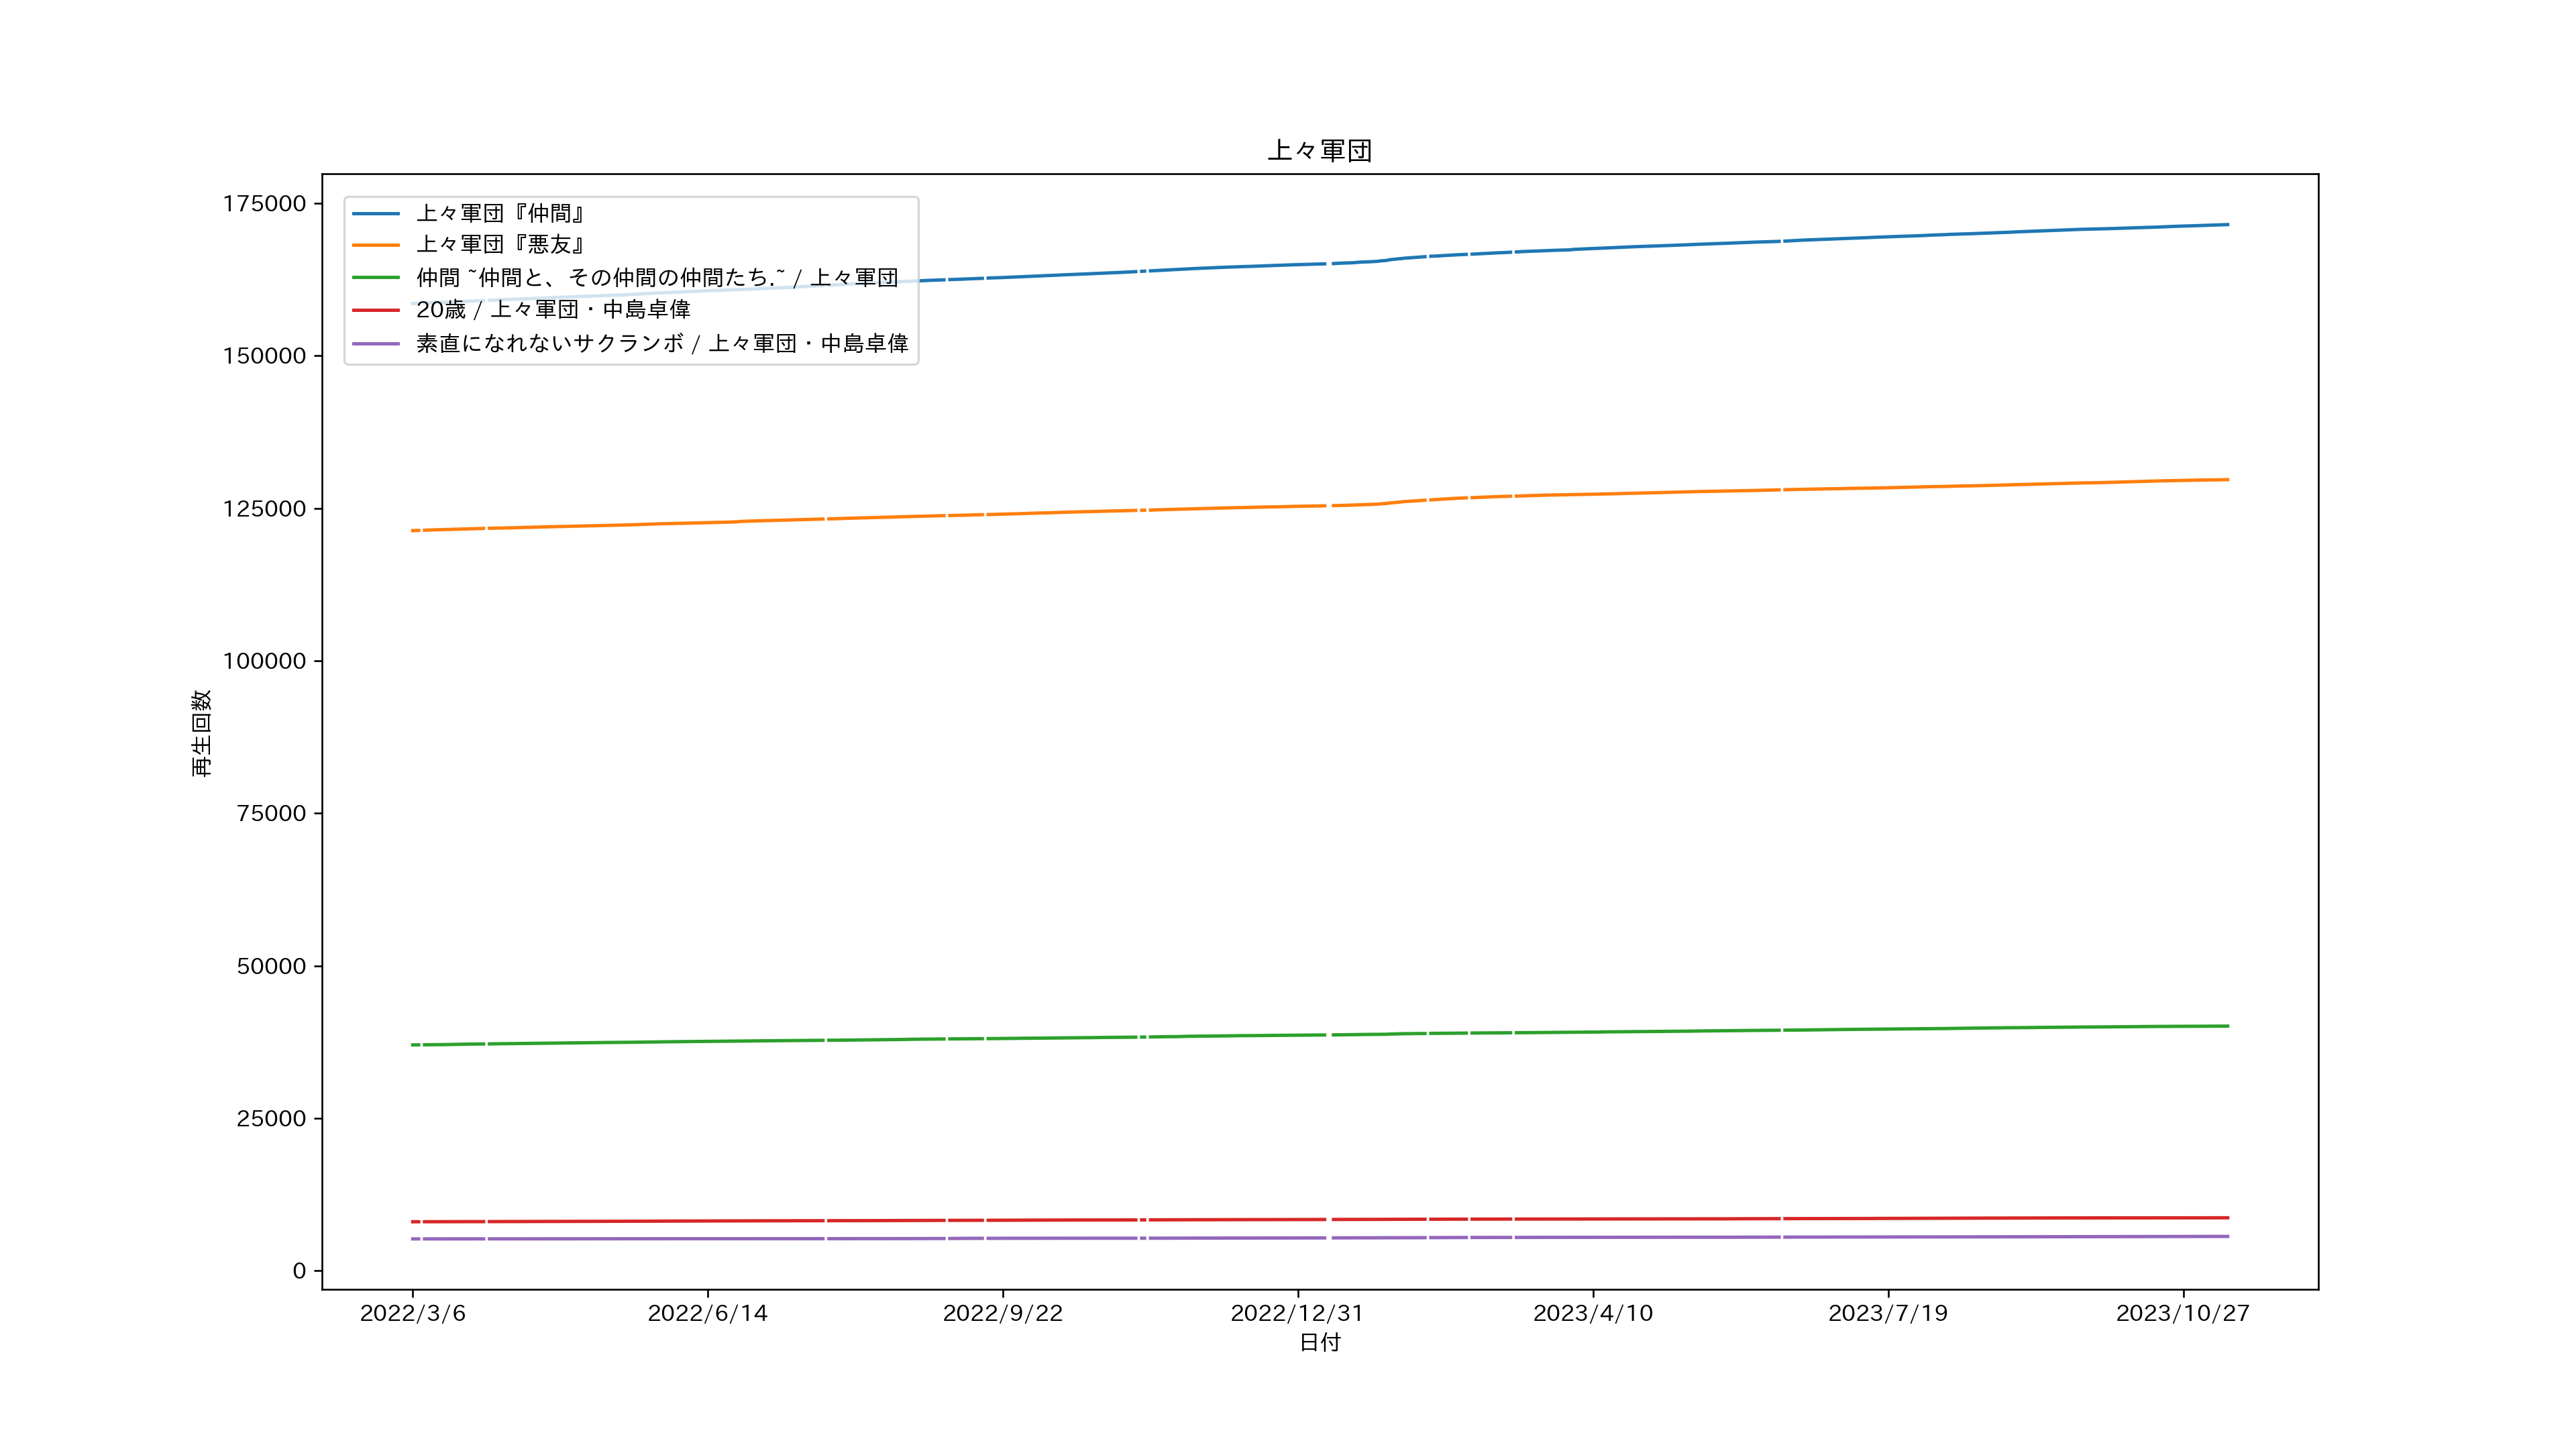 上々軍団
175000
150000
125000
100000
75000
50000
25000
0
再生回数
上々軍団『仲間』
上々軍団『悪友』
仲間 ~仲間と、その仲間の仲間たち.~ / 上々軍団
20歳 / 上々軍団・中島卓偉
素直になれないサクランボ / 上々軍団・中島卓偉
2022/3/6
2022/6/14
2022/9/22
2022/12/31
2023/4/10
2023/7/19
2023/10/27
日付